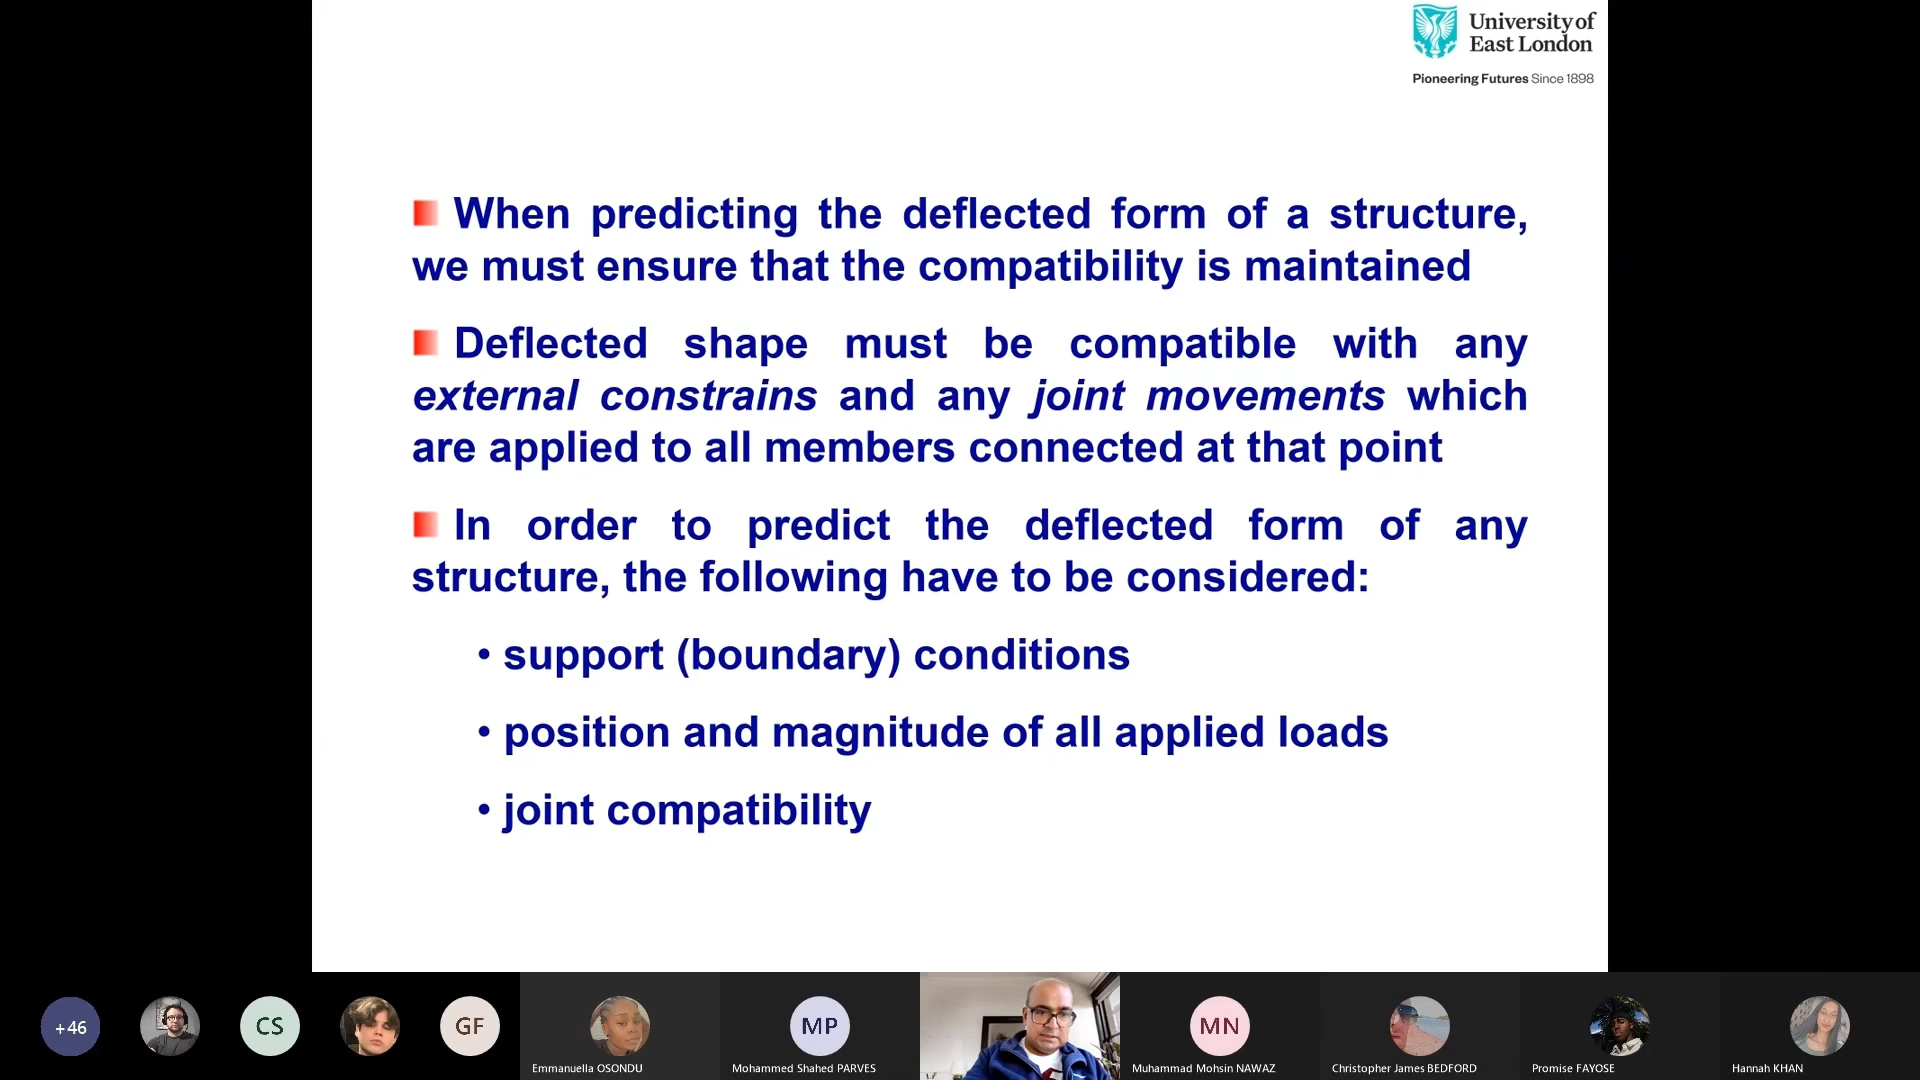 University of
East London
Pioneering Futures Since 1898
When predicting the deflected form of a structure,
we must ensure that the compatibility is maintained
Deflected shape must be compatible with any
external constrains and any joint movements which
are applied to all members connected at that point
In order to predict the deflected form of any
structure, the following have to be considered:
• support (boundary) conditions
• position and magnitude of all applied loads
• joint compatibility
+46
CS
GF
Emmanuella OSONDU
MP
Mohammed Shahed PARVES
MN
Muhammad Mohsin NAWAZ
Christopher James BEDFORD
Promise FAYOSE
Hannah KHAN